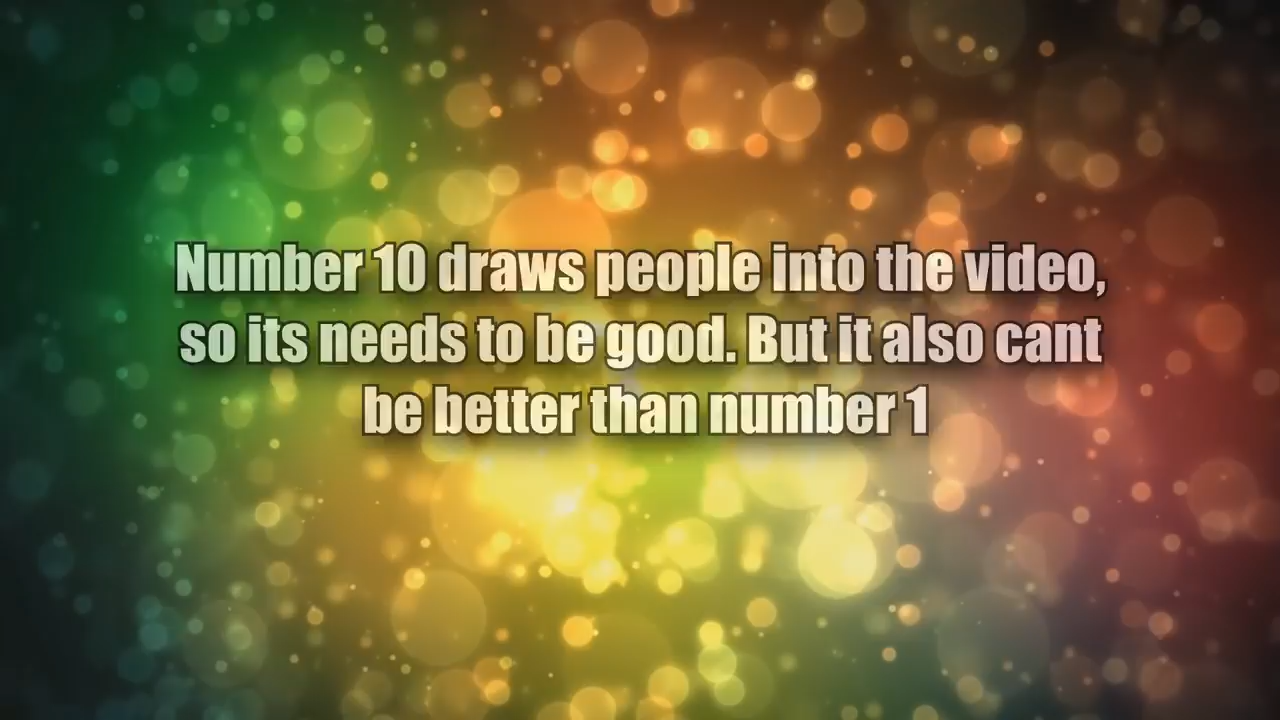 Number 10 draws people into the video,
so its needs to be good. But it also cant
be better than number 1